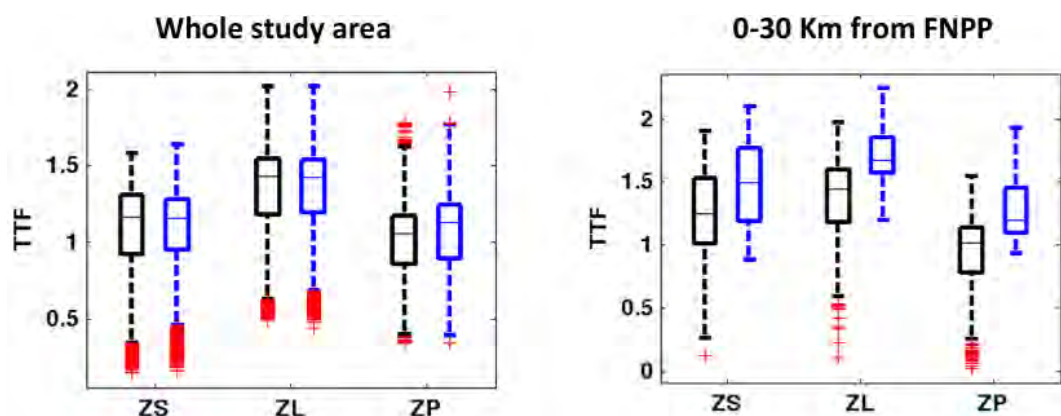 Whole study area
2
1.5
1
0.5
TTF
ZS ZL ZP
0-30 Km from FNPP
2
1.5
1
0.5
0
TTF
ZS ZL ZP